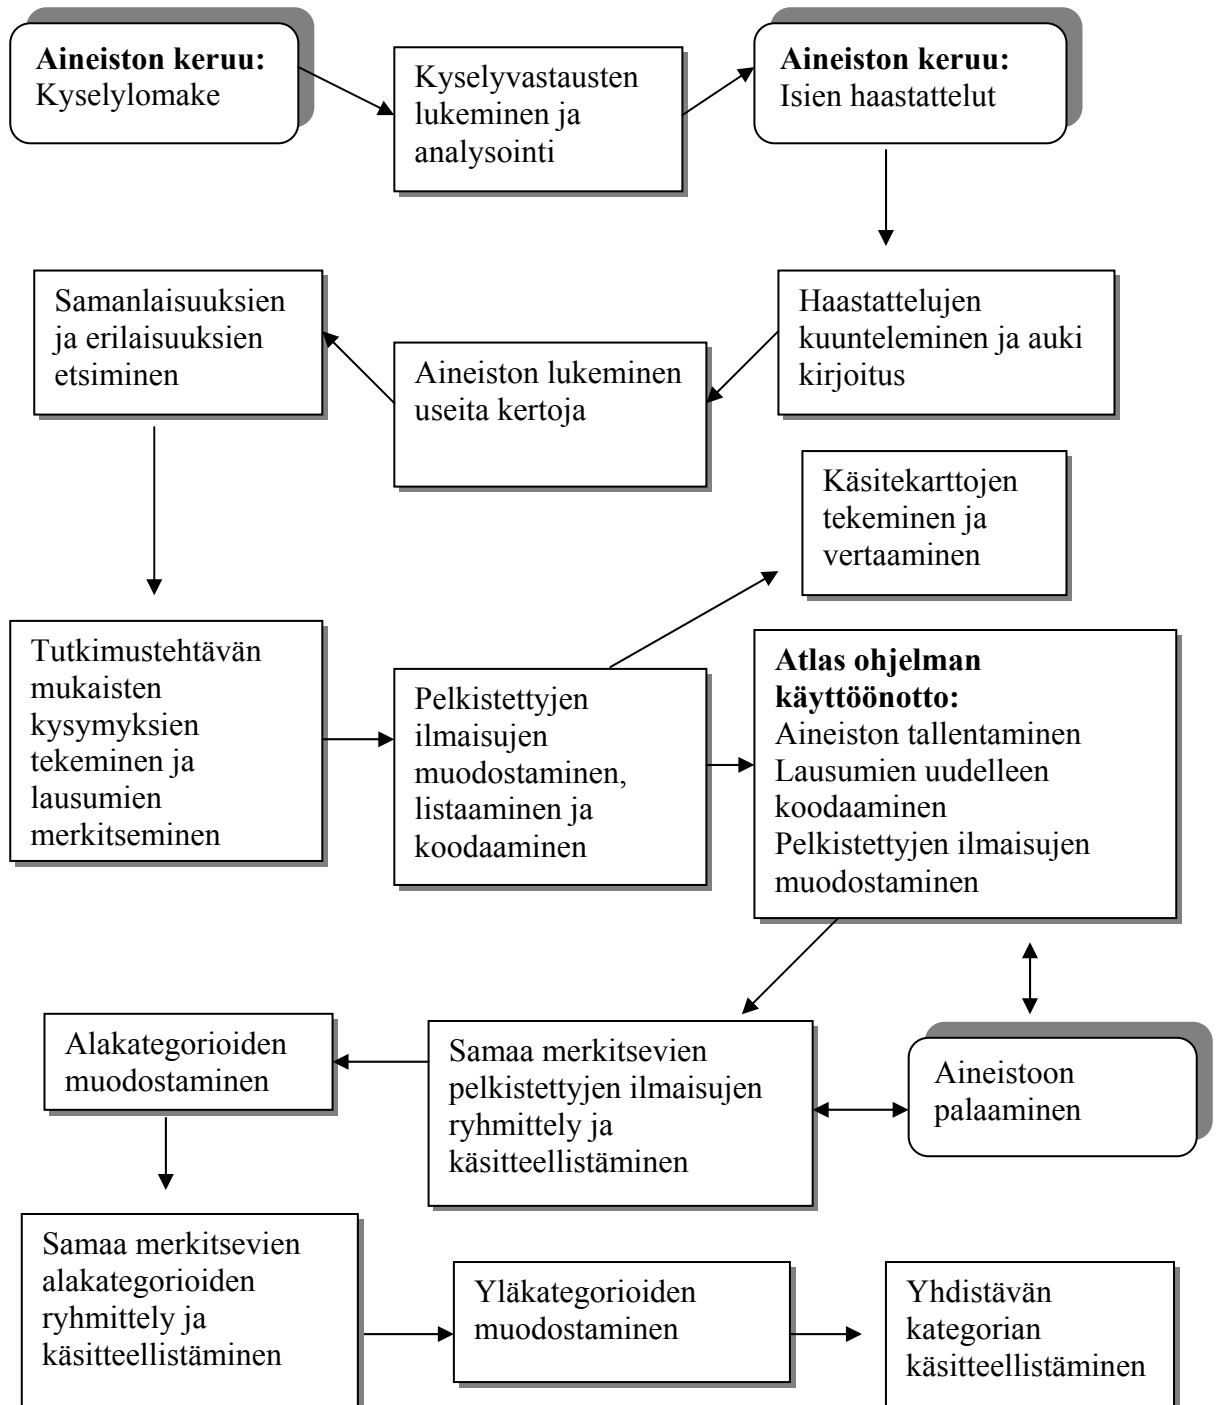 Aineiston keruu:
Kyselylomake
Kyselyvastausten
lukeminen ja
analysointi
Aineiston keruu:
Isien haastattelut
Haastattelujen
kuunteleminen ja auki
kirjoitus
Aineiston lukeminen
useita kertoja
Samanlaisuuksien
ja erilaisuuksien
etsiminen
Tutkimustehtävän
mukaisten
kysymyksien
tekeminen ja
lausumien
merkitseminen
Pelkistettyjen
ilmaisujen
muodostaminen,
listaaminen ja
koodaaminen
Käsitekarttojen
tekeminen ja
vertaaminen
Atlas ohjelman
käyttöönotto:
Aineiston tallentaminen
Lausumien uudelleen
koodaaminen
Pelkistettyjen ilmaisujen
muodostaminen
Aineistoon
palaaminen
Samaa merkitsevien
pelkistettyjen ilmaisujen
ryhmittely ja
käsitteellistäminen
Alakategorioiden
muodostaminen
Samaa merkitsevien
alakategorioiden
ryhmittely ja
käsitteellistäminen
Yläkategorioiden
muodostaminen
Yhdistävän
kategorian
käsitteellistäminen